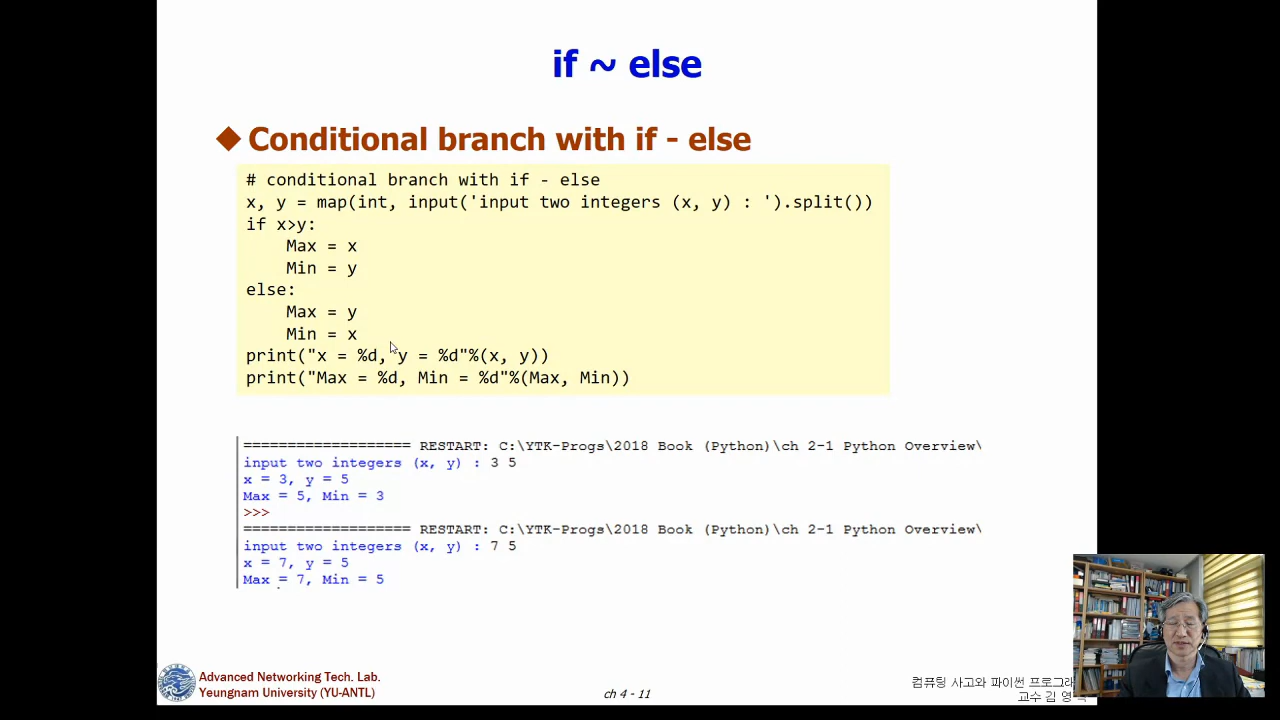 if ~ else
Conditional branch with if - else
# conditional branch with if - else
x, y = map(int, input('input two integers (x, y) : ').split())
if x>y:
    Max = x
    Min = y
else:
    Max = y
    Min = x
print("x = %d, y = %d"%(x, y))
print("Max = %d, Min = %d"%(Max, Min))
=================== RESTART: C:\YTK-Progs\2018 Book (Python)\ch 2-1 Python Overview\
input two integers (x, y) : 3 5
x = 3, y = 5
Max = 5, Min = 3
>>>
=================== RESTART: C:\YTK-Progs\2018 Book (Python)\ch 2-1 Python Overview\
input two integers (x, y) : 7 5
x = 7, y = 5
Max = 7, Min = 5
Advanced Networking Tech. Lab.
Yeungnam University (YU-ANTL)
ch 4 - 11
컴퓨팅 사고와 파이썬
교수 김 영